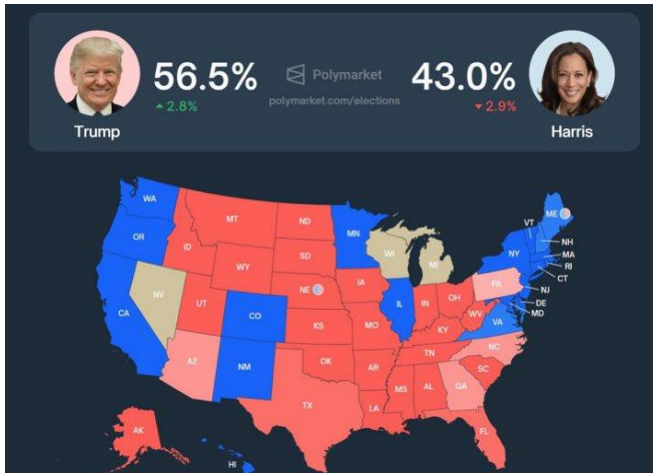 56.5%
Polymarket
43.0%
2.8%
polymarket.com/elections
2.9%
Trump
Harris
WA
OR
CA
NV
ID
MT
WY
UT
AZ
CO
NM
ND
SD
NE
KS
OK
TX
MN
IA
MO
AR
LA
WI
IL
MI
IN
OH
KY
TN
MS
AL
GA
FL
SC
NC
VA
WV
PA
NY
VT
ME
NH
MA
RI
CT
NJ
DE
MD
AK
HI